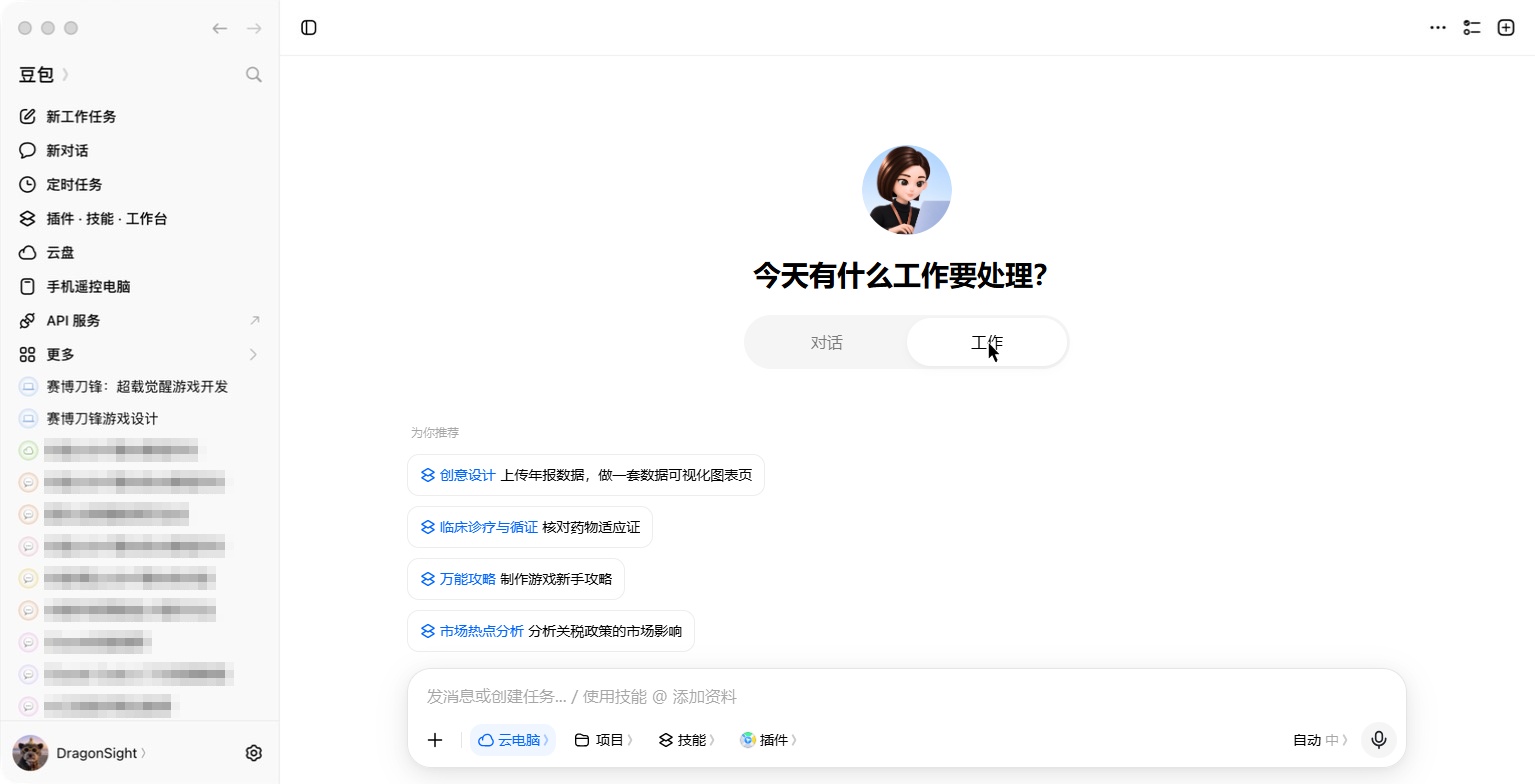 豆包
新工作任务
新对话
定时任务
插件 · 技能 · 工作台
云盘
手机遥控电脑
API 服务
更多
赛博刀锋：超载觉醒游戏开发
赛博刀锋游戏设计
DragonSight
今天有什么工作要处理？
对话
工作
为你推荐
创意设计 上传年报数据，做一套数据可视化图表页
临床诊疗与循证 核对药物适应证
万能攻略 制作游戏新手攻略
市场热点分析 分析关税政策的市场影响
发消息或创建任务... / 使用技能 @ 添加资料
云电脑 项目 技能 插件 自动 中